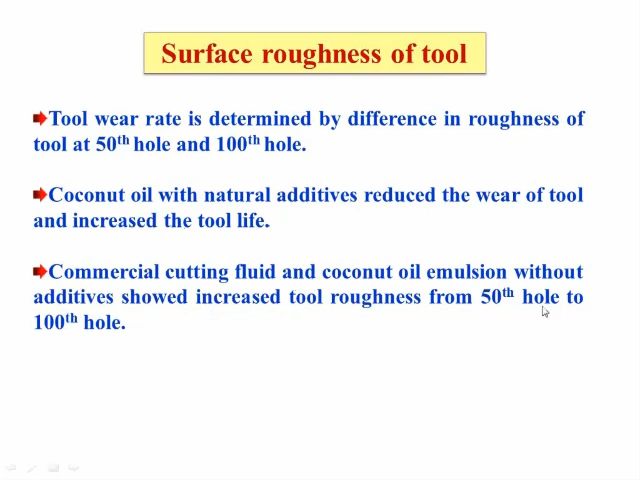 Surface roughness of tool
Tool wear rate is determined by difference in roughness of
tool at 50th hole and 100th hole.
Coconut oil with natural additives reduced the wear of tool
and increased the tool life.
Commercial cutting fluid and coconut oil emulsion without
additives showed increased tool roughness from 50th hole to
100th hole.